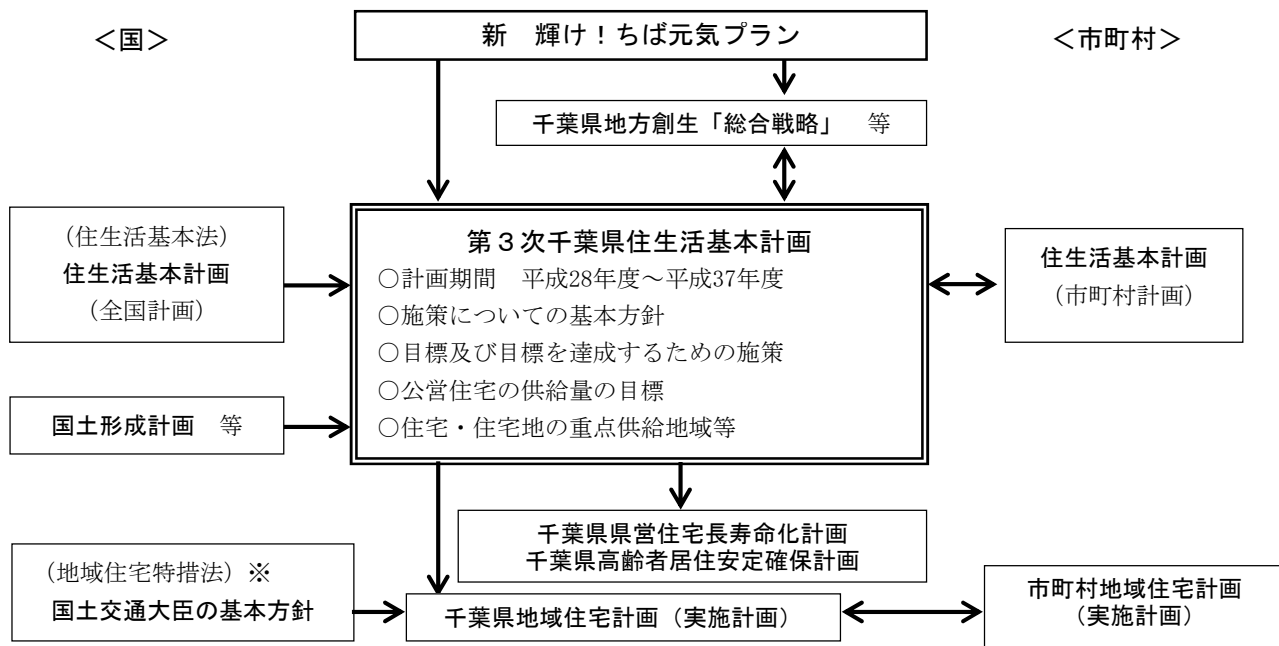 ＜国＞
新　輝け！ちば元気プラン
＜市町村＞
千葉県地方創生「総合戦略」　等
（住生活基本法）
住生活基本計画
（全国計画）
国土形成計画　等
第３次千葉県住生活基本計画
○計画期間　平成28年度～平成37年度
○施策についての基本方針
○目標及び目標を達成するための施策
○公営住宅の供給量の目標
○住宅・住宅地の重点供給地域等
住生活基本計画
（市町村計画）
千葉県県営住宅長寿命化計画
千葉県高齢者居住安定確保計画
（地域住宅特措法）※
国土交通大臣の基本方針
千葉県地域住宅計画（実施計画）
市町村地域住宅計画
（実施計画）